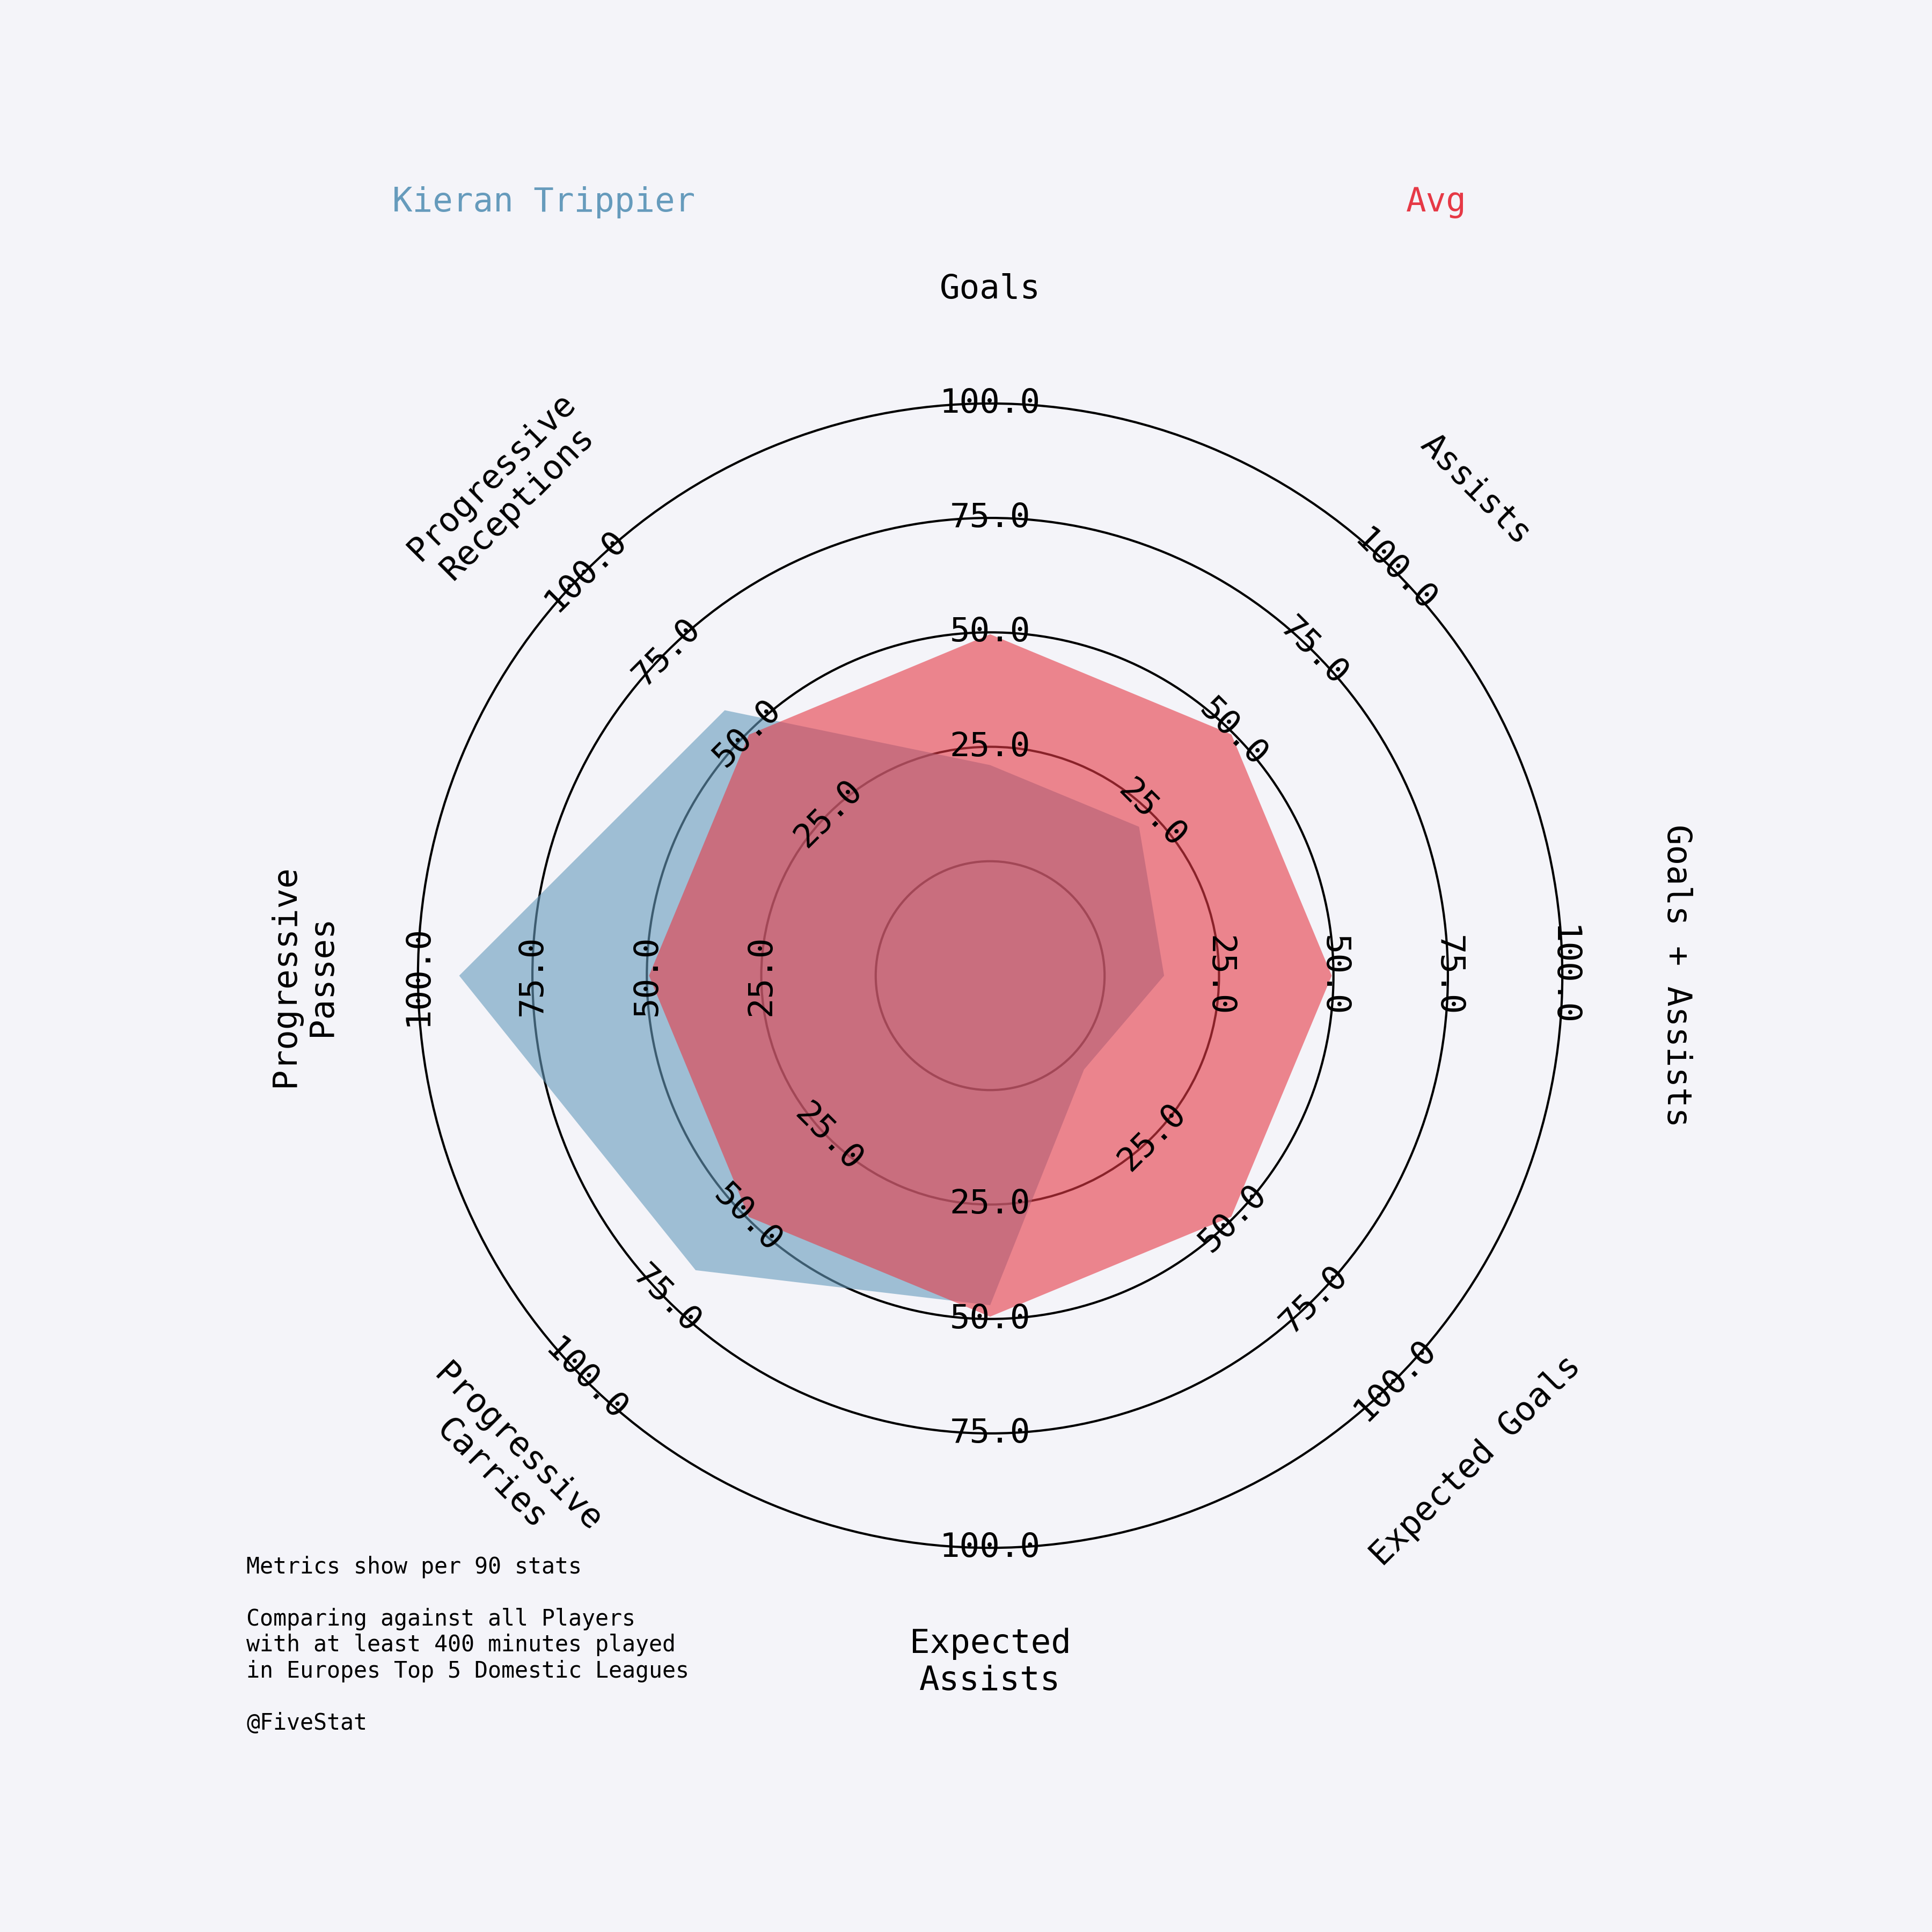 Kieran Trippier
Avg
Goals
Assists
Goals + Assists
Expected Goals
Expected
Assists
Progressive
Carries
Progressive
Passes
Progressive
Receptions
25.0
50.0
75.0
100.0
25.0
50.0
75.0
100.0
25.0
50.0
75.0
100.0
25.0
50.0
75.0
100.0
25.0
50.0
75.0
100.0
25.0
50.0
75.0
100.0
25.0
50.0
75.0
100.0
25.0
50.0
75.0
100.0
Metrics show per 90 stats
Comparing against all Players
with at least 400 minutes played
in Europes Top 5 Domestic Leagues
@FiveStat